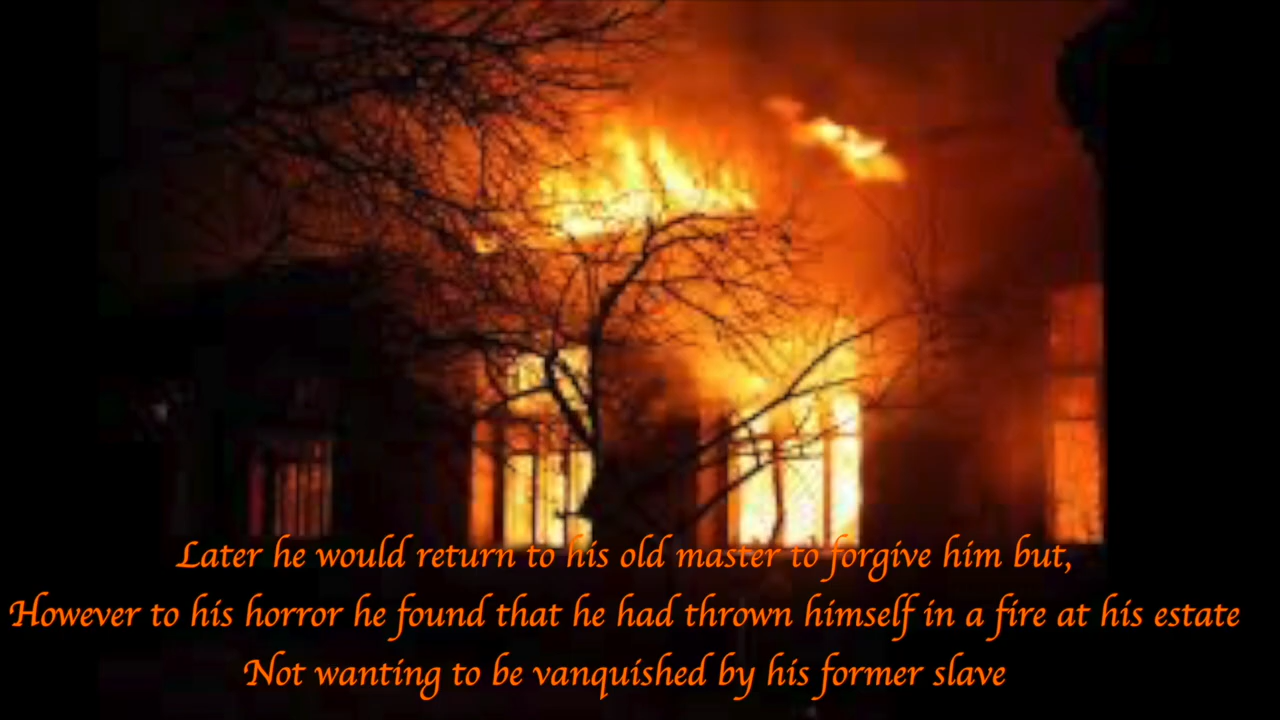 Later he would return to his old master to forgive him but,
However to his horror he found that he had thrown himself in a fire at his estate
Not wanting to be vanquished by his former slave